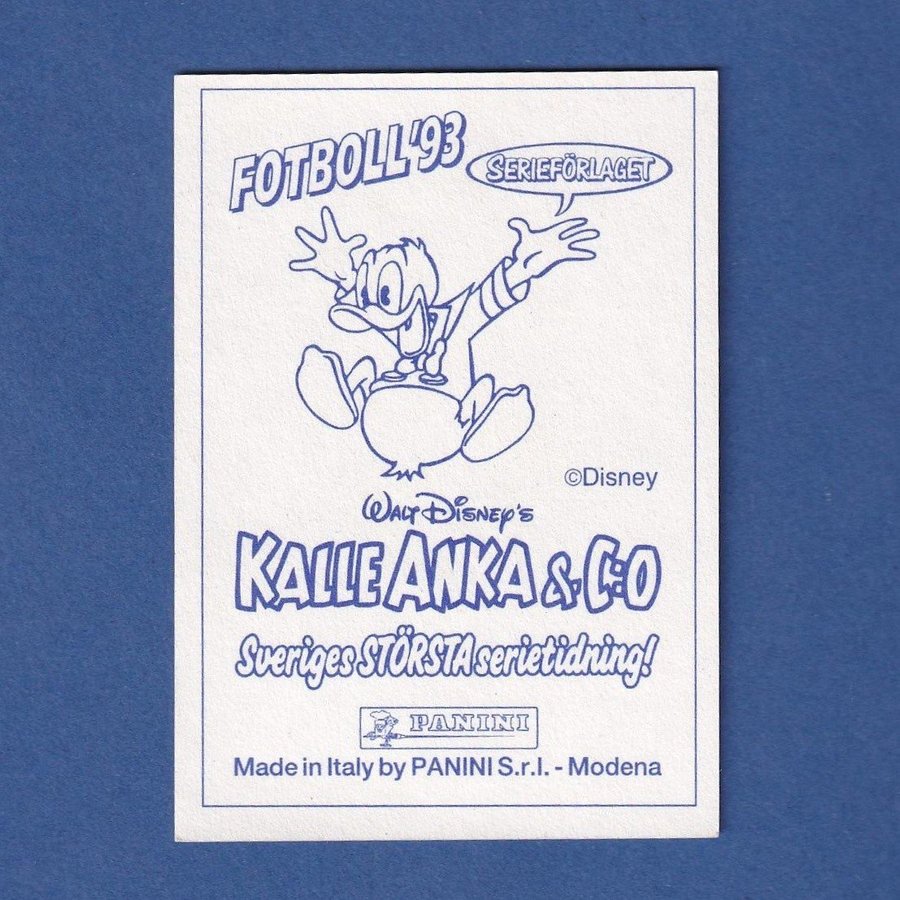 FOTBOLL'93
SERIEFÖRLAGET
©Disney
WALT DISNEY'S
KALLE ANKA & C:O
Sveriges STÖRSTA serietidning!
PANINI
Made in Italy by PANINI S.r.l. - Modena